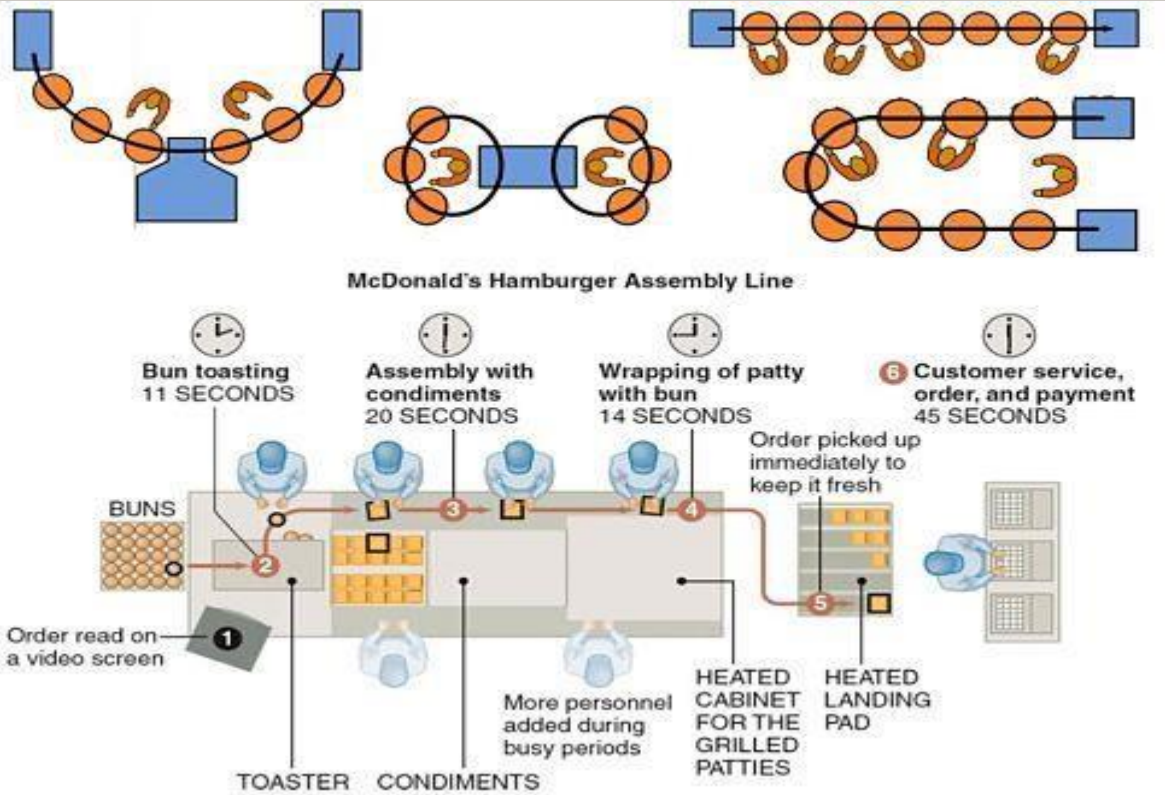 McDonald's Hamburger Assembly Line
Bun toasting
11 SECONDS
Assembly with
condiments
20 SECONDS
Wrapping of patty
with bun
14 SECONDS
6 Customer service,
order, and payment
45 SECONDS
Order picked up
immediately to
keep it fresh
BUNS
2
3
4
5
Order read on
a video screen
1
More personnel
added during
busy periods
HEATED
CABINET
FOR THE
GRILLED
PATTIES
HEATED
LANDING
PAD
TOASTER
CONDIMENTS